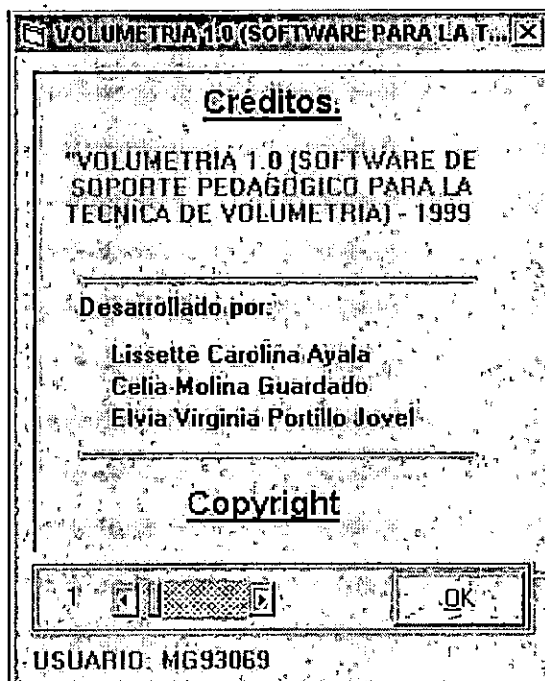 VOLUMETRIA 1.0 (SOFTWARE PARA LA T...
Créditos:
"VOLUMETRIA 1.0 (SOFTWARE DE
SOPORTE PEDAGOGICO PARA LA
TECNICA DE VOLUMETRIA) - 1999
Desarrollado por:
Lissette Carolina Ayala
Celia Molina Guardado
Elvia Virginia Portillo Jovel
Copyright
1
OK
USUARIO: MG93069